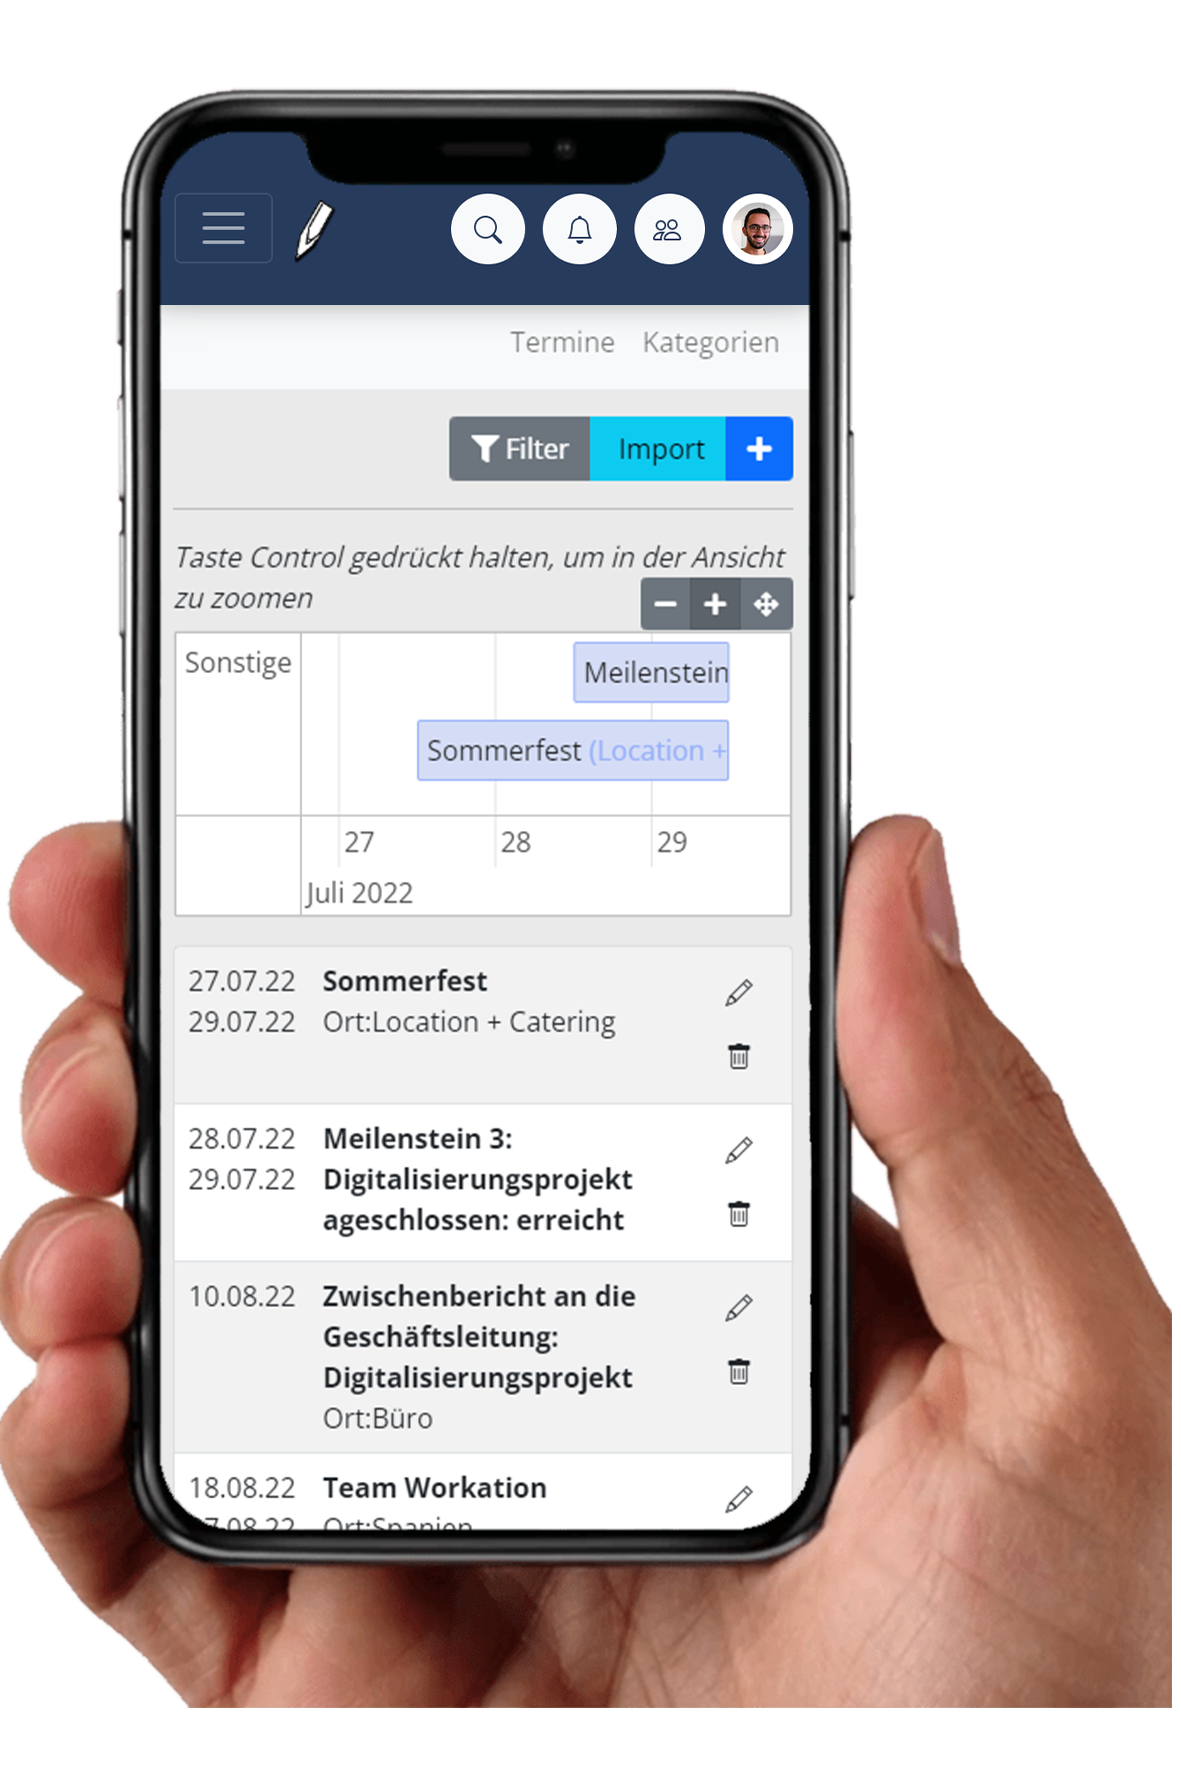 Termine Kategorien
Filter Import
Taste Control gedrückt halten, um in der Ansicht
zu zoomen
Sonstige
Meilenstein
Sommerfest (Location +
27 28 29
Juli 2022
27.07.22 Sommerfest
29.07.22 Ort:Location + Catering
28.07.22 Meilenstein 3:
29.07.22 Digitalisierungsprojekt
ageschlossen: erreicht
10.08.22 Zwischenbericht an die
Geschäftsleitung:
Digitalisierungsprojekt
Ort:Büro
18.08.22 Team Workation
Ort:Spanien